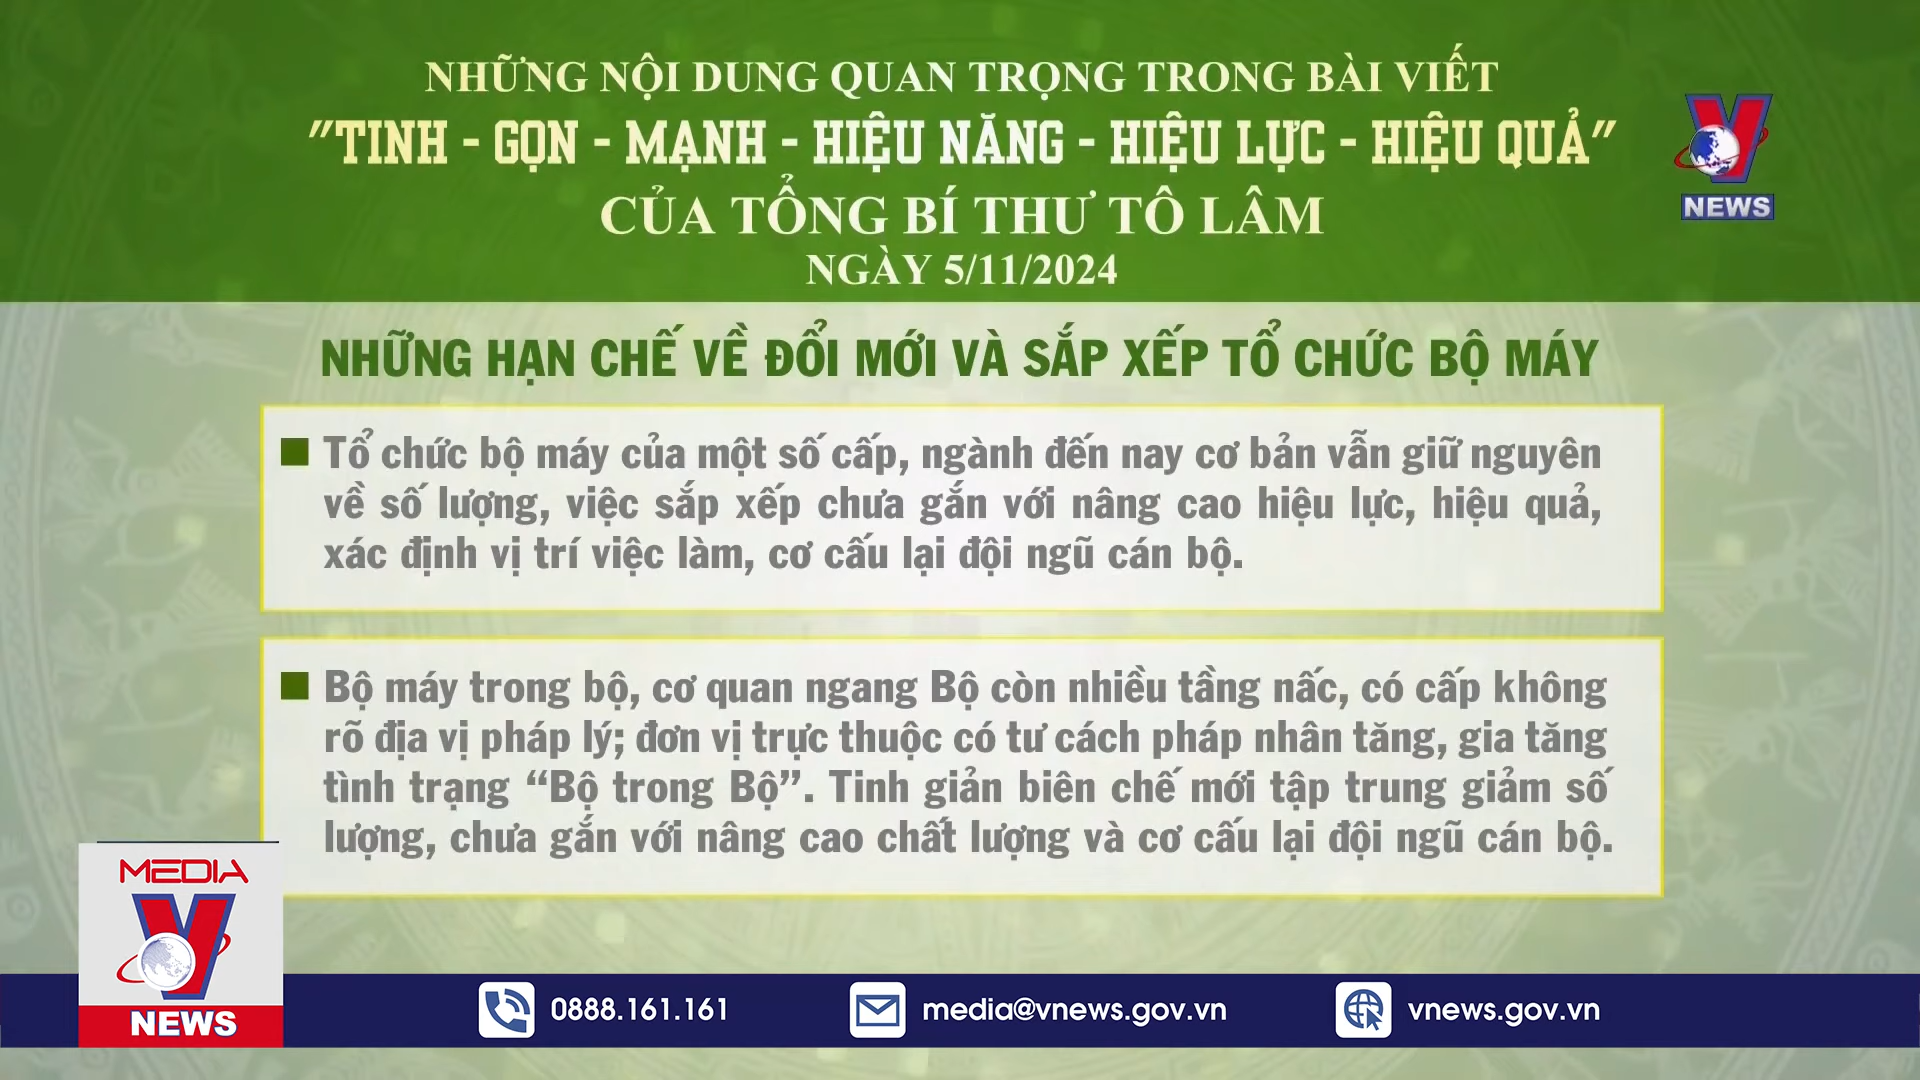 NHỮNG NỘI DUNG QUAN TRỌNG TRONG BÀI VIẾT
"TINH - GỌN - MẠNH - HIỆU NĂNG - HIỆU LỰC - HIỆU QUẢ"
CỦA TỔNG BÍ THƯ TÔ LÂM
NGÀY 5/11/2024
V
NEWS
NHỮNG HẠN CHẾ VỀ ĐỔI MỚI VÀ SẮP XẾP TỔ CHỨC BỘ MÁY
Tổ chức bộ máy của một số cấp, ngành đến nay cơ bản vẫn giữ nguyên
về số lượng, việc sắp xếp chưa gắn với nâng cao hiệu lực, hiệu quả,
xác định vị trí việc làm, cơ cấu lại đội ngũ cán bộ.
Bộ máy trong bộ, cơ quan ngang Bộ còn nhiều tầng nấc, có cấp không
rõ địa vị pháp lý; đơn vị trực thuộc có tư cách pháp nhân tăng, gia tăng
tình trạng “Bộ trong Bộ”. Tinh giản biên chế mới tập trung giảm số
lượng, chưa gắn với nâng cao chất lượng và cơ cấu lại đội ngũ cán bộ.
MEDIA
V
NEWS
0888.161.161
media@vnews.gov.vn
vnews.gov.vn